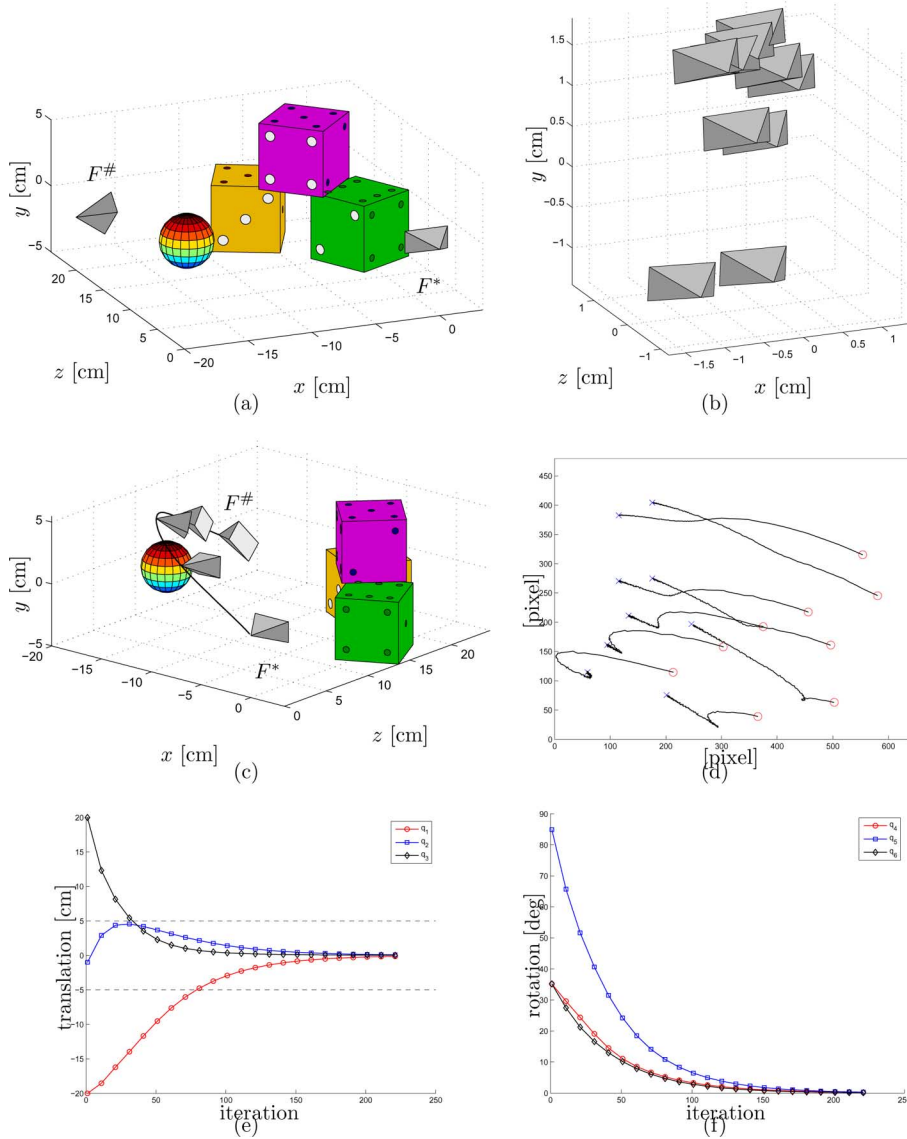 5
0
−5
y [cm]
F#
F*
20
15
10
5
0
−20
−15
−10
−5
0
z [cm]
x [cm]
(a)
1.5
1
0.5
0
−0.5
−1
y [cm]
1
0
−1
−1.5
−1
−0.5
0
0.5
1
z [cm]
x [cm]
(b)
5
0
−5
y [cm]
F#
F*
−20
−15
−10
−5
0
0
5
10
15
20
x [cm]
z [cm]
(c)
450
400
350
300
250
200
150
100
50
0
[pixel]
0 100 200 300 400 500 600
[pixel]
(d)
20
15
10
5
0
−5
−10
−15
−20
translation [cm]
q1
q2
q3
0 50 100 150 200 250
iteration
(e)
90
80
70
60
50
40
30
20
10
0
rotation [deg]
q4
q5
q6
0 50 100 150 200 250
iteration
(f)